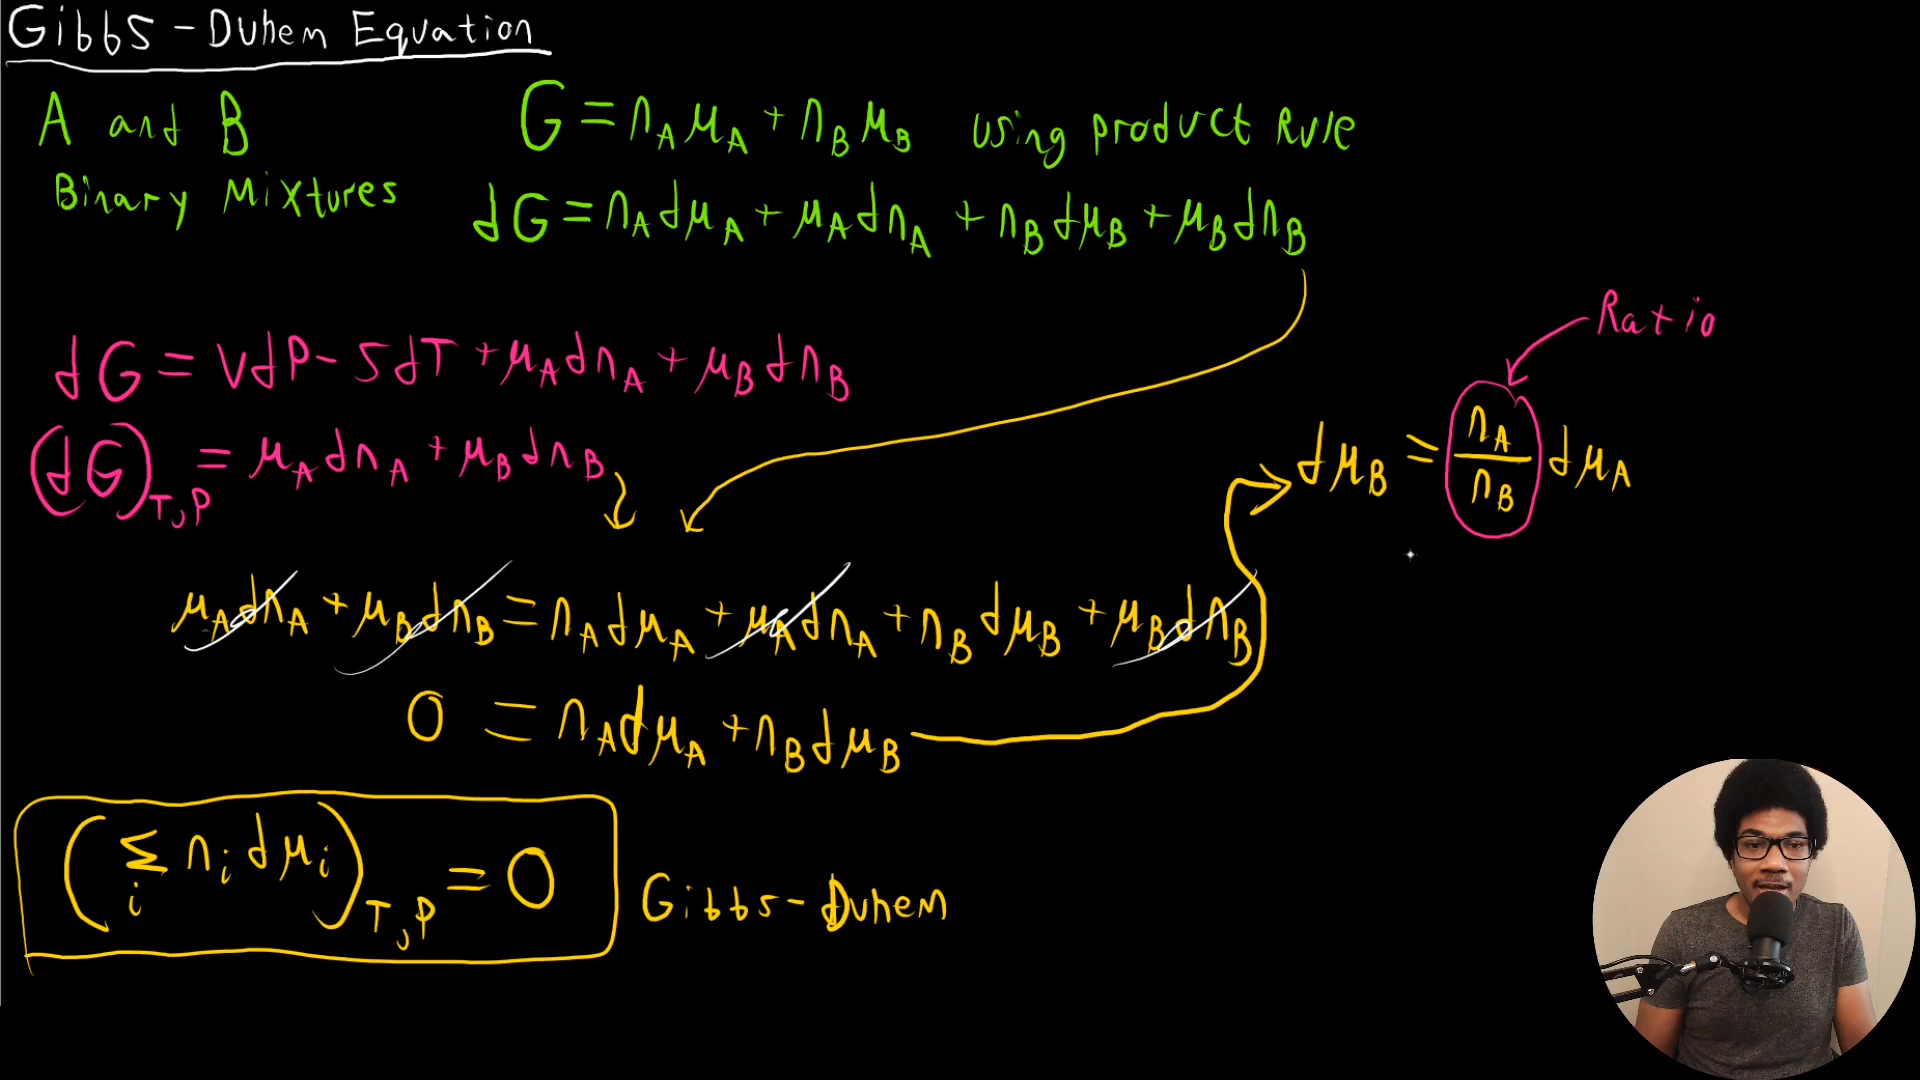 Gibbs - Duhem Equation
A and B
Binary Mixtures
G = nAμA + nBμB using product Rule
dG = nAdμA + μAdnA + nBdμB + μBdnB
dG = VdP - SdT + μAdnA + μBdnB
(dG)T,P = μAdnA + μBdnB
Ratio
dμB = nA/nB dμA
μAdnA + μBdnB = nAdμA + μAdnA + nBdμB + μBdnB
0 = nAdμA + nBdμB
(Σi nidμi)T,P = 0
Gibbs - Duhem